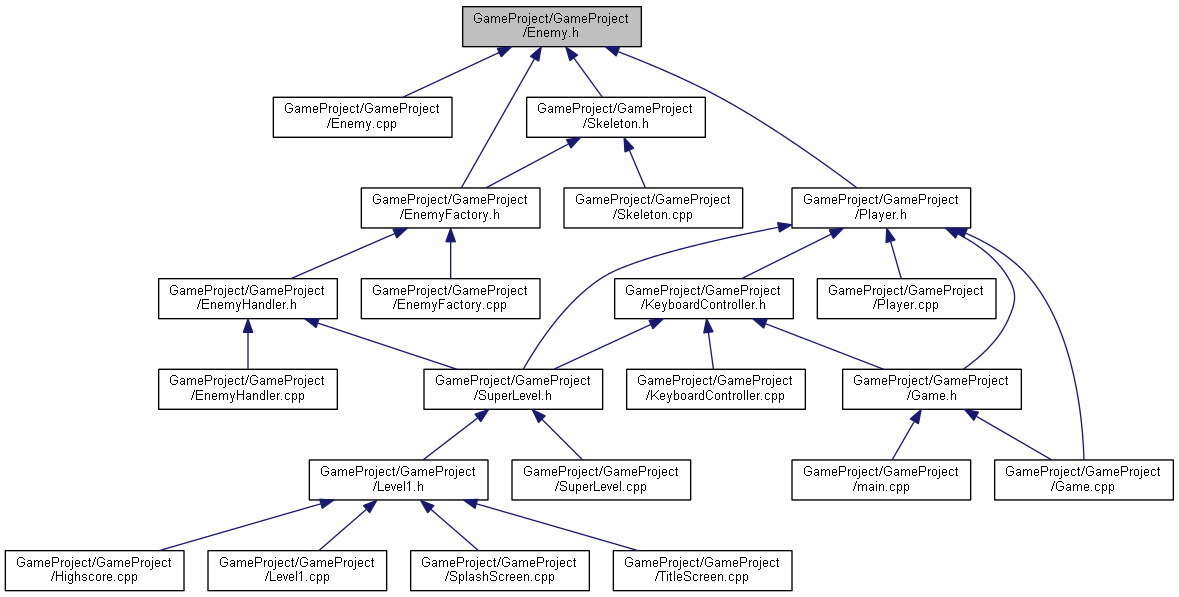 GameProject/GameProject
/Enemy.h
GameProject/GameProject
/Enemy.cpp
GameProject/GameProject
/Skeleton.h
GameProject/GameProject
/EnemyFactory.h
GameProject/GameProject
/Skeleton.cpp
GameProject/GameProject
/Player.h
GameProject/GameProject
/EnemyHandler.h
GameProject/GameProject
/EnemyFactory.cpp
GameProject/GameProject
/KeyboardController.h
GameProject/GameProject
/Player.cpp
GameProject/GameProject
/EnemyHandler.cpp
GameProject/GameProject
/SuperLevel.h
GameProject/GameProject
/KeyboardController.cpp
GameProject/GameProject
/Game.h
GameProject/GameProject
/Level1.h
GameProject/GameProject
/SuperLevel.cpp
GameProject/GameProject
/main.cpp
GameProject/GameProject
/Game.cpp
GameProject/GameProject
/Highscore.cpp
GameProject/GameProject
/Level1.cpp
GameProject/GameProject
/SplashScreen.cpp
GameProject/GameProject
/TitleScreen.cpp